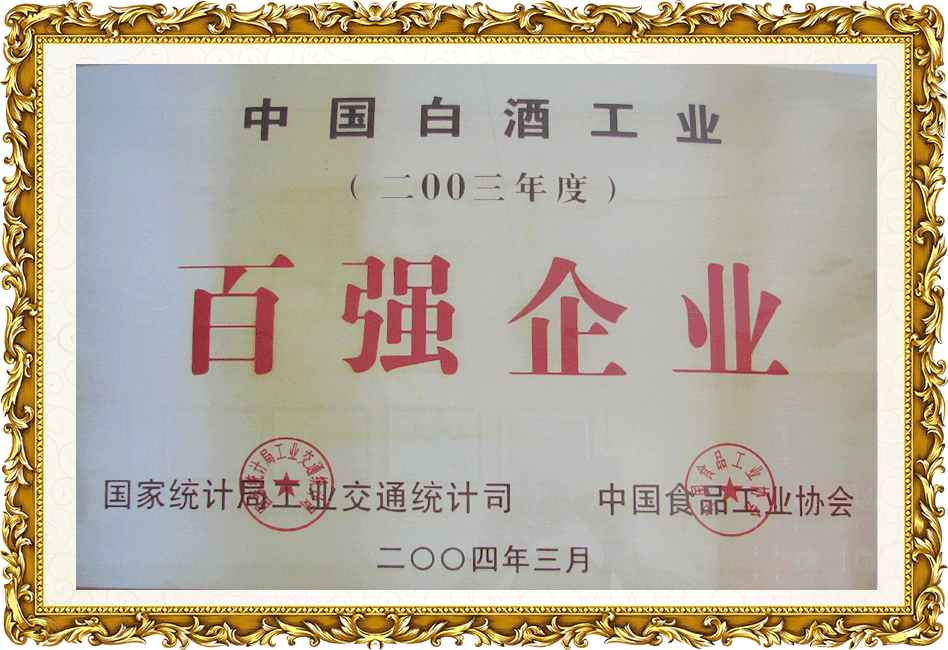 中国白酒工业
(二00三年度)
百强企业
国家统计局工业交通统计司 中国食品工业协会
二〇〇四年三月